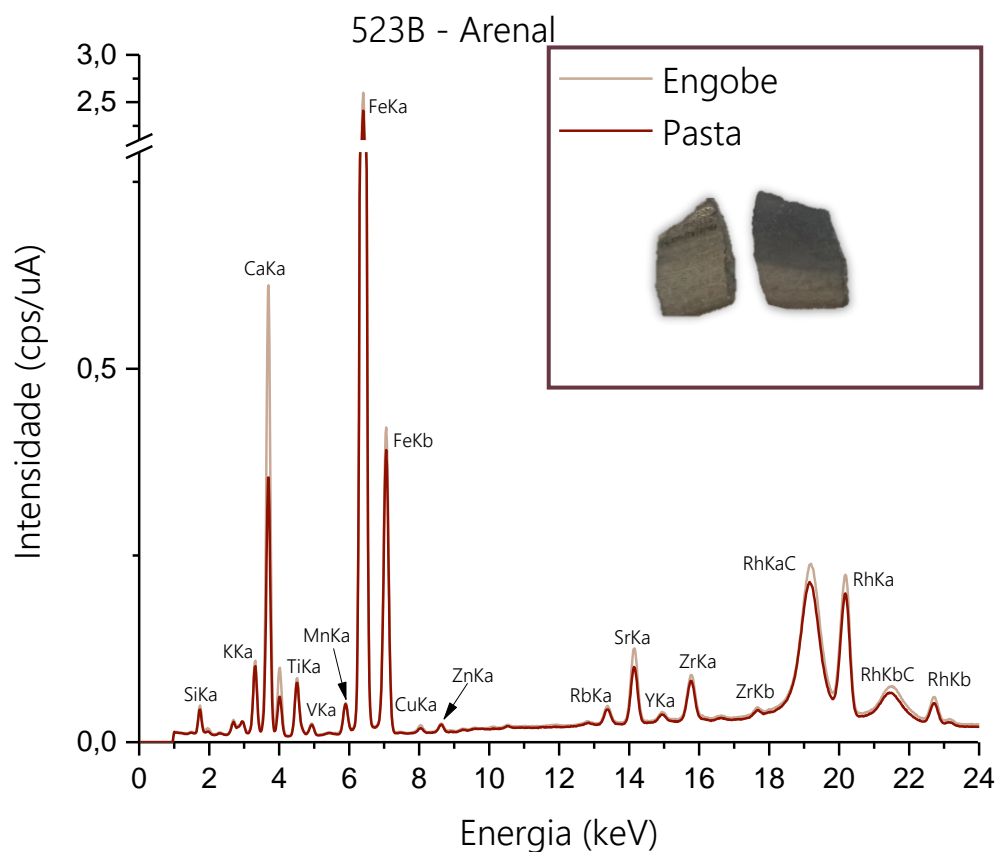 523B - Arenal
Engobe
Pasta
3,0
2,5
0,5
0,0
Intensidade (cps/uA)
FeKa
CaKa
FeKb
MnKa
KKa
TiKa
SiKa
VKa
CuKa
ZnKa
RbKa
SrKa
YKa
ZrKa
ZrKb
RhKaC
RhKa
RhKbC
RhKb
0 2 4 6 8 10 12 14 16 18 20 22 24
Energia (keV)